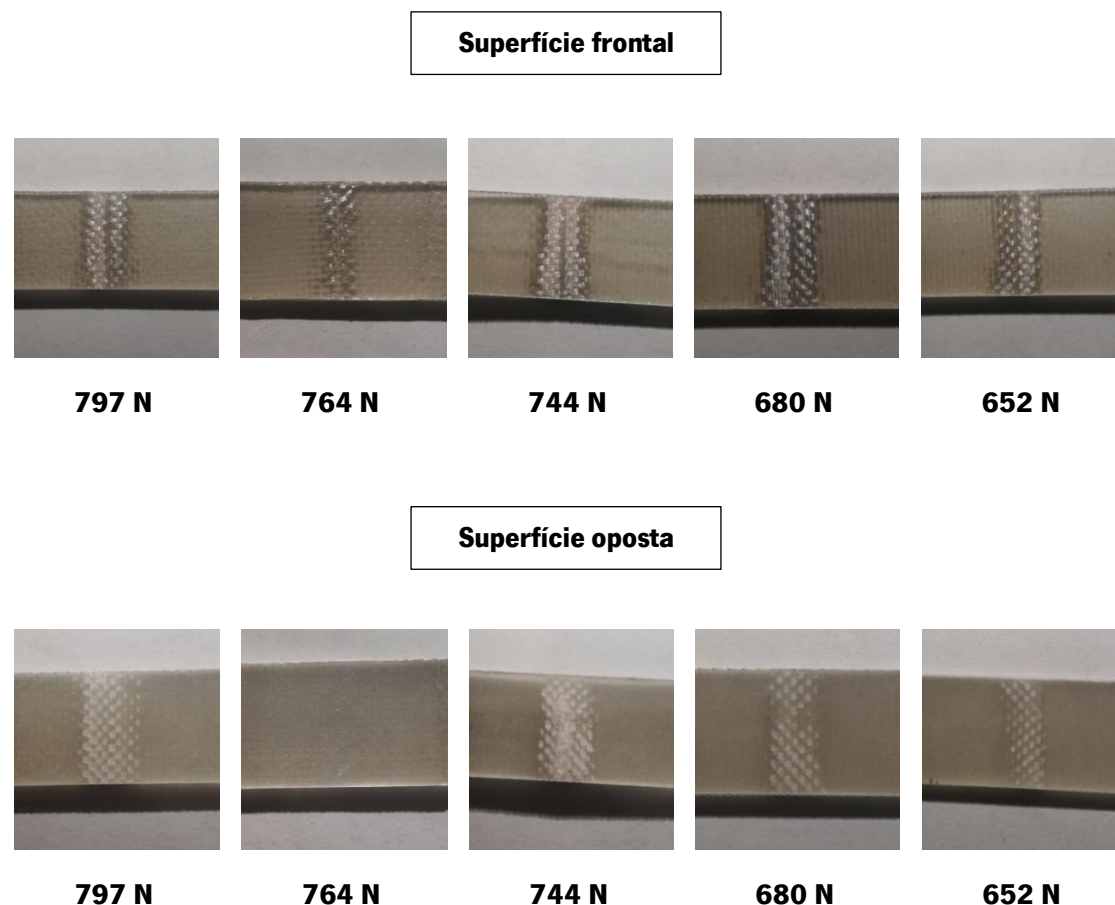 Superfície frontal
797 N
764 N
744 N
680 N
652 N
Superfície oposta
797 N
764 N
744 N
680 N
652 N